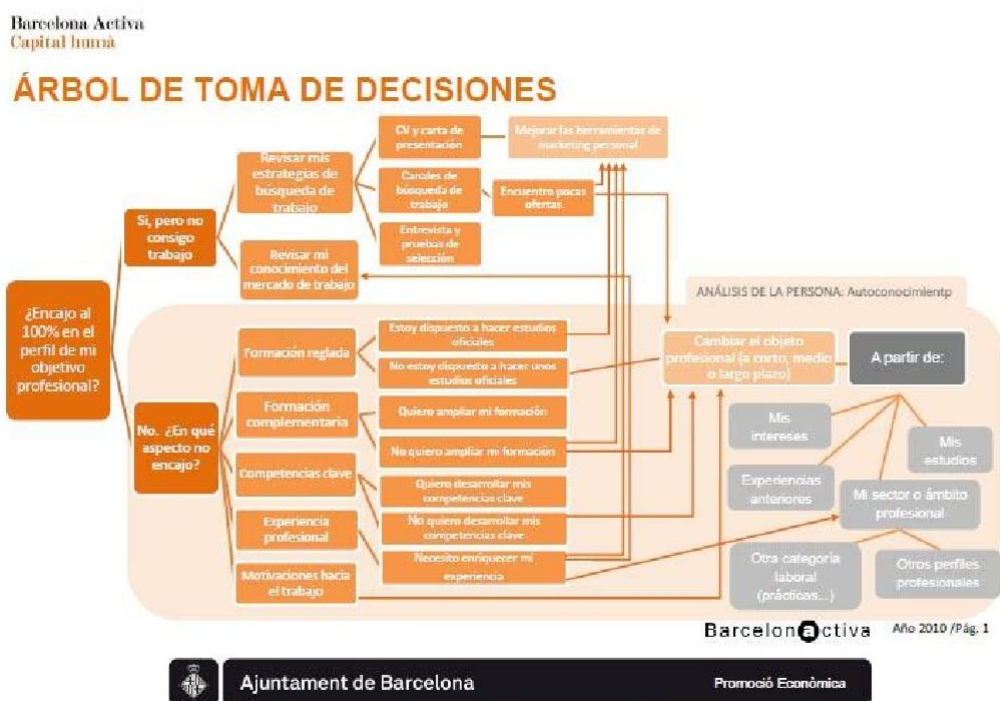 Barcelona Activa
Capital humà
ÁRBOL DE TOMA DE DECISIONES
CV y carta de
presentación
Mejorar las herramientas de
marketing personal
Revisar mis
estrategias de
búsqueda de
trabajo
Canales de
búsqueda de
trabajo
Encuentro pocas
ofertas
Si, pero no
consigo
trabajo
Entrevista y
pruebas de
selección
Revisar mi
conocimiento del
mercado de trabajo
ANÁLISIS DE LA PERSONA: Autoconocimientp
¿Encajo al
100% en el
perfil de mi
objetivo
profesional?
Formación reglada
Estoy dispuesto a hacer estudios
oficiales
No estoy dispuesto a hacer unos
estudios oficiales
Cambiar el objeto
profesional (a corto, medio
o largo plazo)
A partir de:
No. ¿En qué
aspecto no
encajo?
Formación
complementaria
Quiero ampliar mi formación
No quiero ampliar mi formación
Mis
intereses
Mis
estudios
Competencias clave
Quiero desarrollar mis
competencias clave
No quiero desarrollar mis
competencias clave
Experiencias
anteriores
Mi sector o ámbito
profesional
Experiencia
profesional
Necesito enriquecer mi
experiencia
Motivaciones hacia
el trabajo
Otra categoría
laboral
(prácticas...)
Otros perfiles
profesionales
Barcelonactiva
Año 2010 /Pág. 1
Ajuntament de Barcelona
Promoció Econòmica